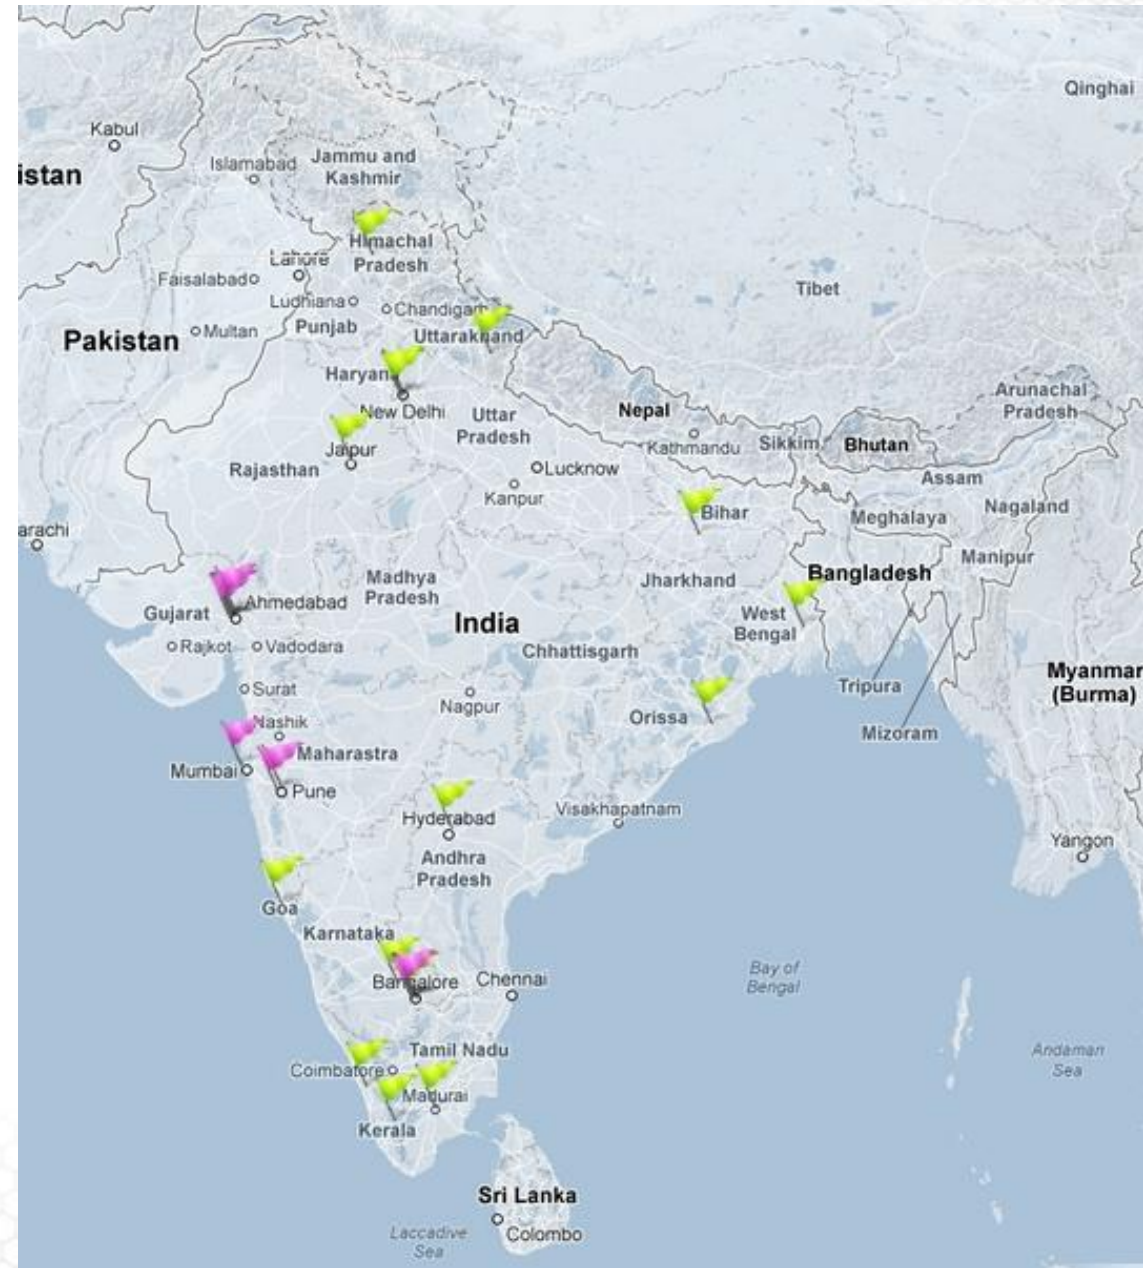 Qinghai
Kabul
istan
Islamabad
Jammu and
Kashmir
Himachal
Pradesh
Lahore
Faisalabad
Ludhiana
Chandigarh
Tibet
Multan
Punjab
Uttarakhand
Pakistan
Haryan
New Delhi
Uttar
Pradesh
Nepal
Kathmandu
Sikkim
Bhutan
Arunachal
Pradesh
Jaipur
Rajasthan
Lucknow
Kanpur
Assam
Nagaland
Bihar
Meghalaya
arachi
Manipur
Madhya
Pradesh
Jharkhand
Bangladesh
Gujarat
Ahmedabad
India
West
Bengal
Rajkot
Vadodara
Chhattisgarh
Myanmar
(Burma)
Surat
Nagpur
Tripura
Orissa
Nashik
Mizoram
Maharastra
Mumbai
Pune
Hyderabad
Visakhapatnam
Yangon
Andhra
Pradesh
Goa
Karnataka
Bangalore
Chennai
Bay of
Bengal
Tamil Nadu
Coimbatore
Andaman
Sea
Madurai
Kerala
Sri Lanka
Colombo
Laccadive
Sea